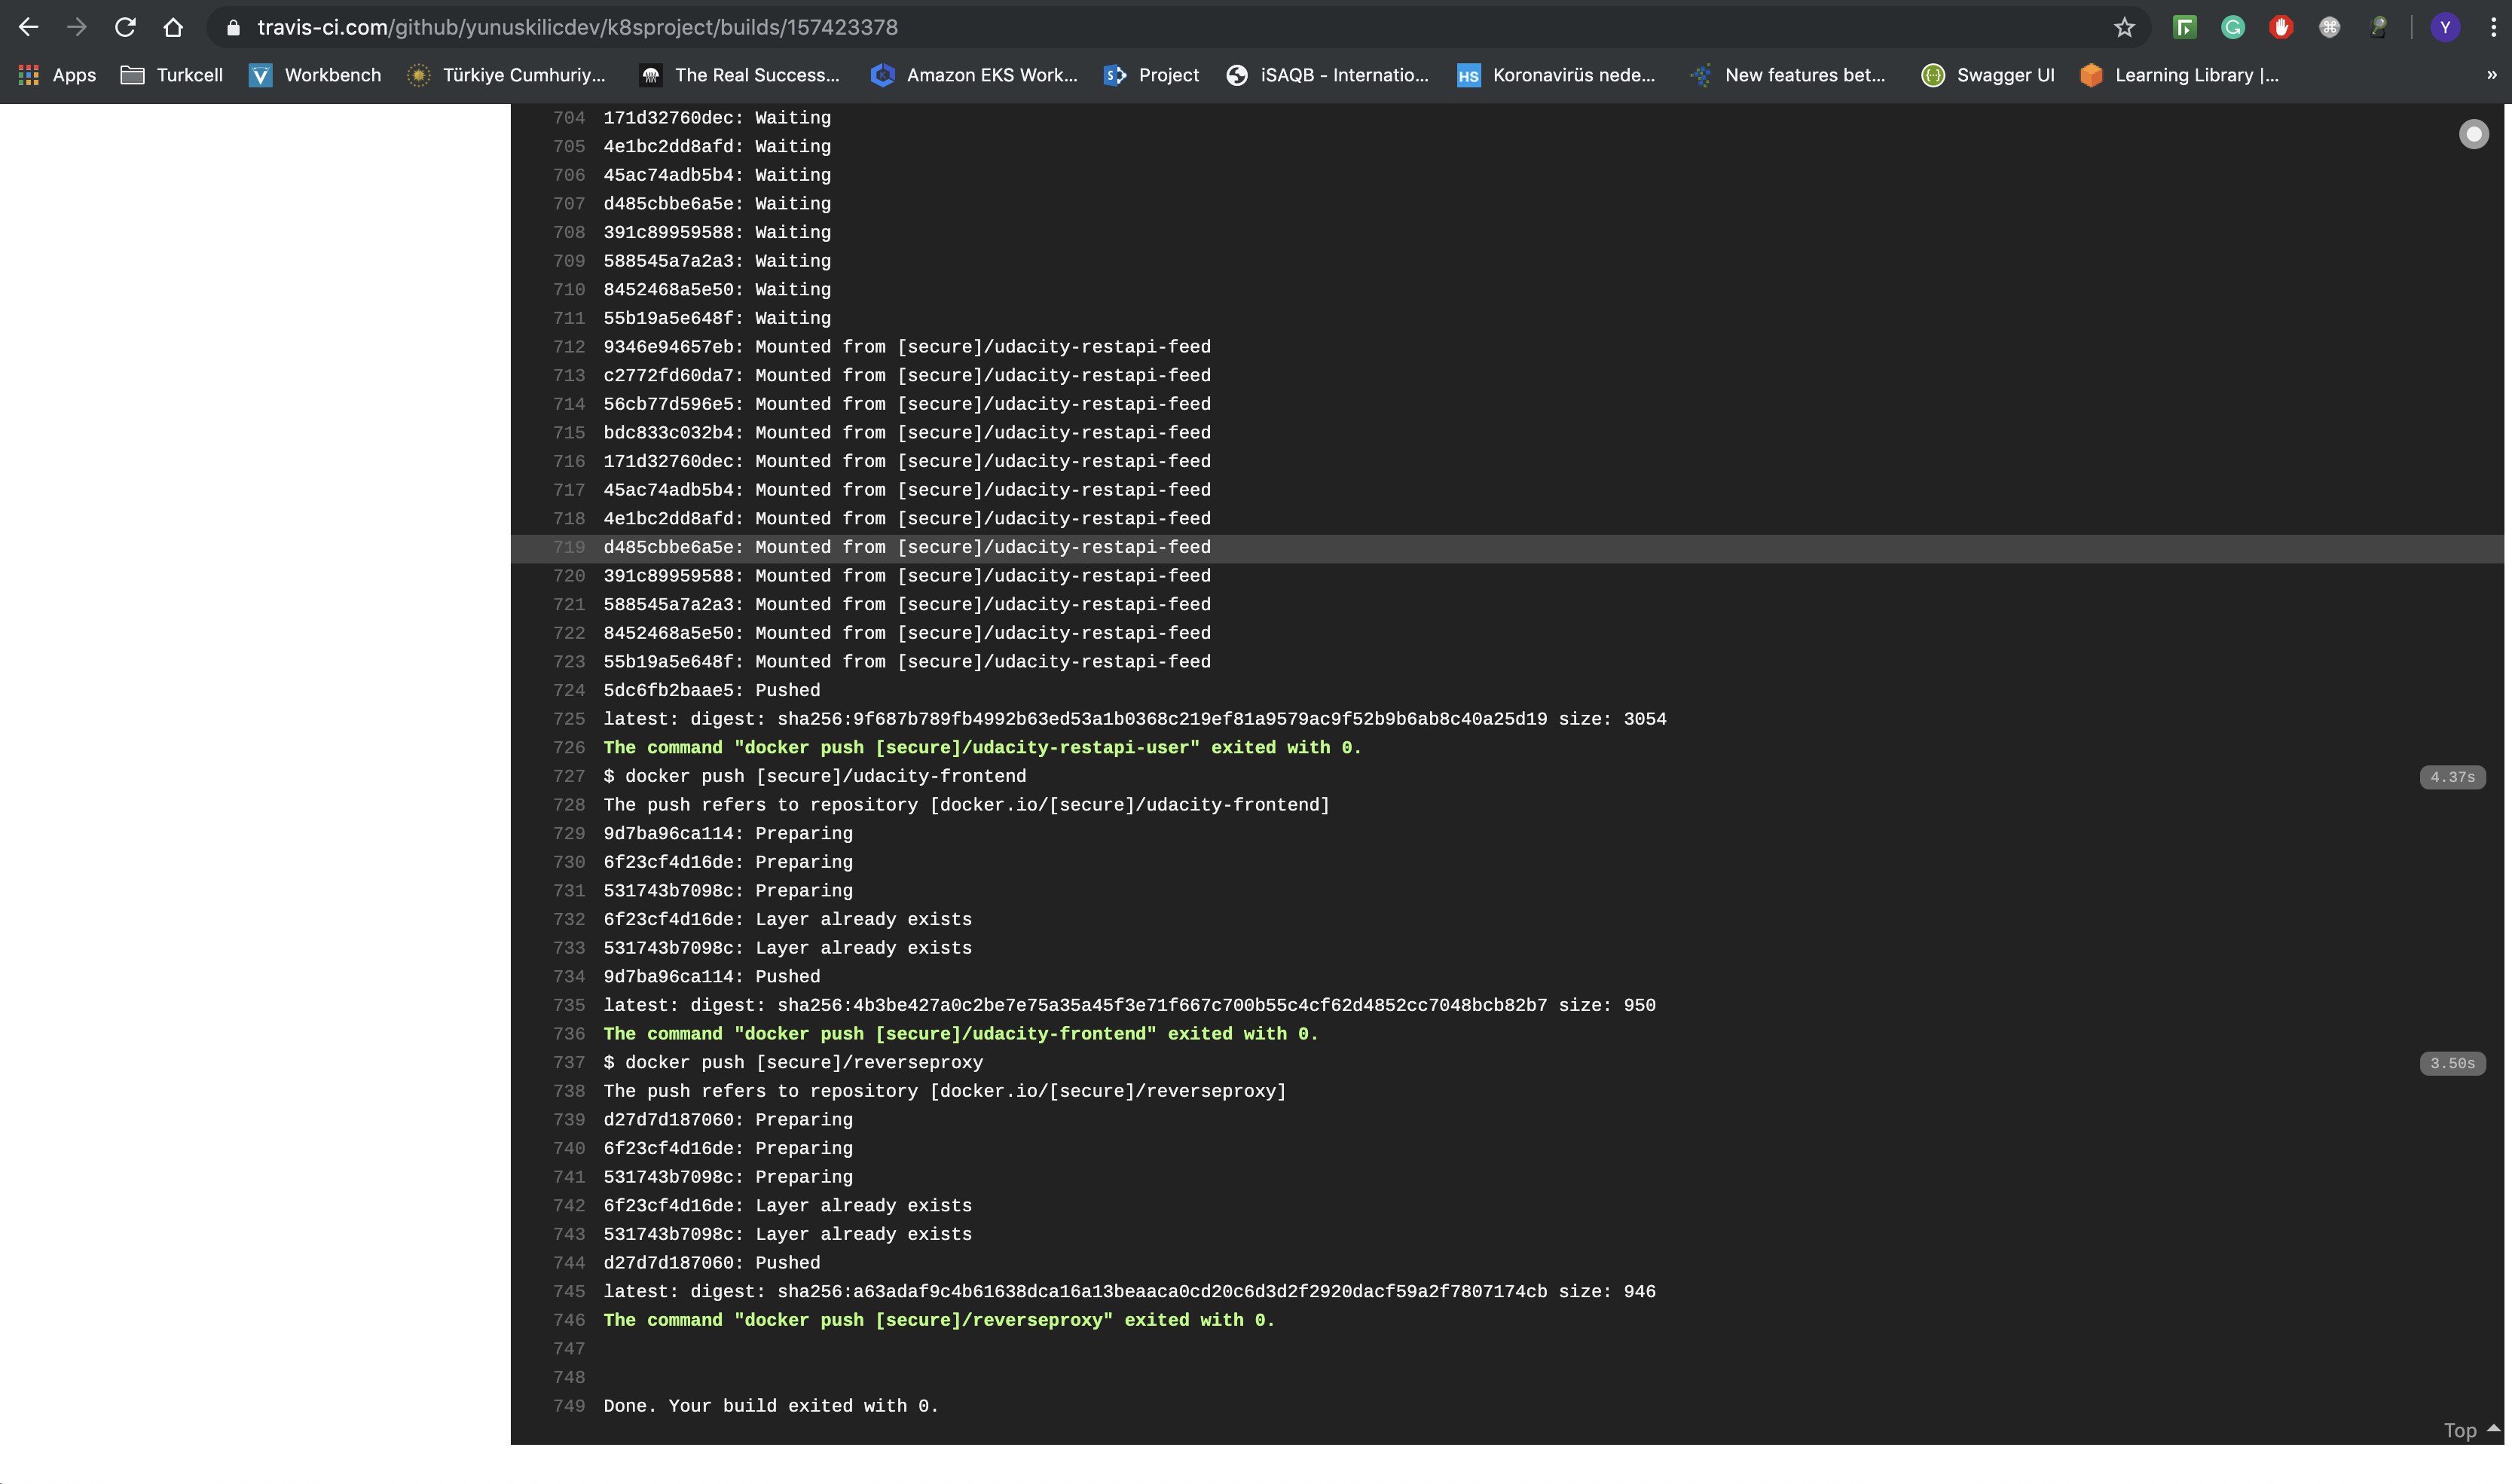 travis-ci.com/github/yunuskilicdev/k8sproject/builds/157423378
Y
Apps Turkcell Workbench Türkiye Cumhuriy... The Real Success... Amazon EKS Work... Project iSAQB - Internatio... HS Koronavirüs nede... New features bet... Swagger UI Learning Library |... »
704 171d32760dec: Waiting
705 4e1bc2dd8afd: Waiting
706 45ac74adb5b4: Waiting
707 d485cbbe6a5e: Waiting
708 391c89959588: Waiting
709 588545a7a2a3: Waiting
710 8452468a5e50: Waiting
711 55b19a5e648f: Waiting
712 9346e94657eb: Mounted from [secure]/udacity-restapi-feed
713 c2772fd60da7: Mounted from [secure]/udacity-restapi-feed
714 56cb77d596e5: Mounted from [secure]/udacity-restapi-feed
715 bdc833c032b4: Mounted from [secure]/udacity-restapi-feed
716 171d32760dec: Mounted from [secure]/udacity-restapi-feed
717 45ac74adb5b4: Mounted from [secure]/udacity-restapi-feed
718 4e1bc2dd8afd: Mounted from [secure]/udacity-restapi-feed
719 d485cbbe6a5e: Mounted from [secure]/udacity-restapi-feed
720 391c89959588: Mounted from [secure]/udacity-restapi-feed
721 588545a7a2a3: Mounted from [secure]/udacity-restapi-feed
722 8452468a5e50: Mounted from [secure]/udacity-restapi-feed
723 55b19a5e648f: Mounted from [secure]/udacity-restapi-feed
724 5dc6fb2baae5: Pushed
725 latest: digest: sha256:9f687b789fb4992b63ed53a1b0368c219ef81a9579ac9f52b9b6ab8c40a25d19 size: 3054
726 The command "docker push [secure]/udacity-restapi-user" exited with 0.
727 $ docker push [secure]/udacity-frontend 4.37s
728 The push refers to repository [docker.io/[secure]/udacity-frontend]
729 9d7ba96ca114: Preparing
730 6f23cf4d16de: Preparing
731 531743b7098c: Preparing
732 6f23cf4d16de: Layer already exists
733 531743b7098c: Layer already exists
734 9d7ba96ca114: Pushed
735 latest: digest: sha256:4b3be427a0c2be7e75a35a45f3e71f667c700b55c4cf62d4852cc7048bcb82b7 size: 950
736 The command "docker push [secure]/udacity-frontend" exited with 0.
737 $ docker push [secure]/reverseproxy 3.50s
738 The push refers to repository [docker.io/[secure]/reverseproxy]
739 d27d7d187060: Preparing
740 6f23cf4d16de: Preparing
741 531743b7098c: Preparing
742 6f23cf4d16de: Layer already exists
743 531743b7098c: Layer already exists
744 d27d7d187060: Pushed
745 latest: digest: sha256:a63adaf9c4b61638dca16a13beaaca0cd20c6d3d2f2920dacf59a2f7807174cb size: 946
746 The command "docker push [secure]/reverseproxy" exited with 0.
747
748
749 Done. Your build exited with 0.
Top